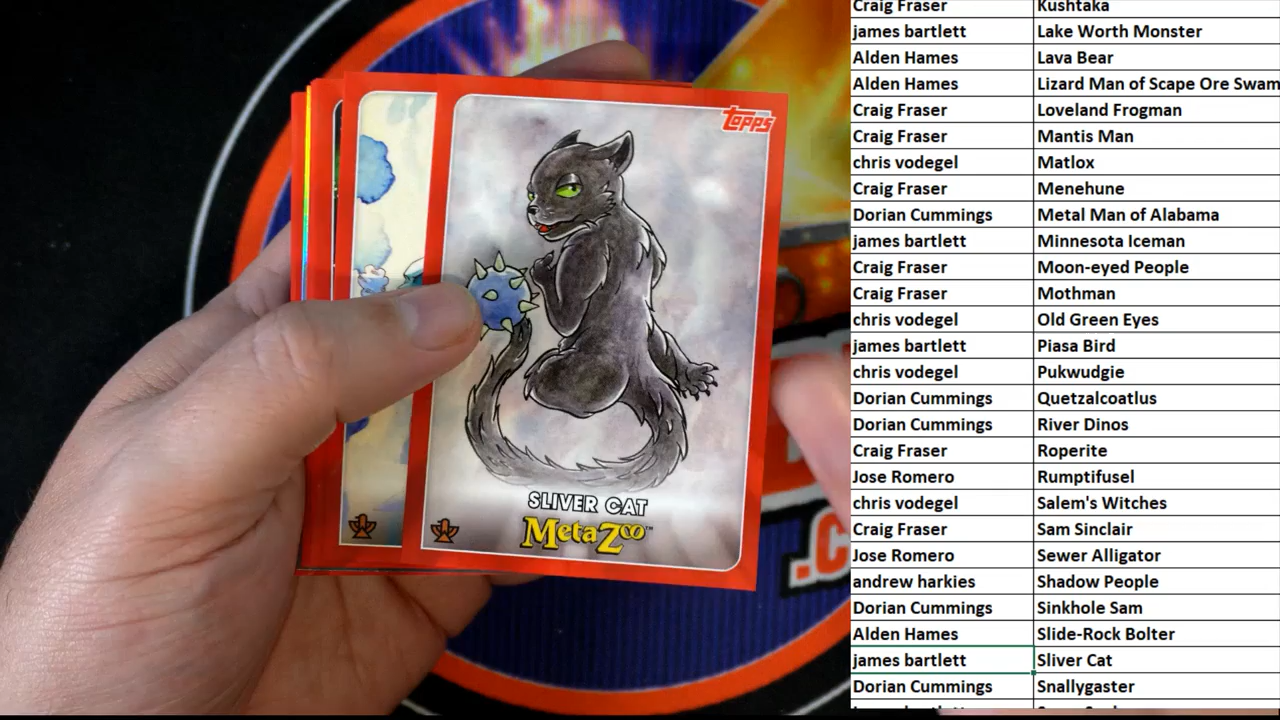 TOPPS
SLIVER CAT
MetaZoo™
.C
Craig Fraser Kushtaka
james bartlett Lake Worth Monster
Alden Hames Lava Bear
Alden Hames Lizard Man of Scape Ore Swam
Craig Fraser Loveland Frogman
Craig Fraser Mantis Man
chris vodegel Matlox
Craig Fraser Menehune
Dorian Cummings Metal Man of Alabama
james bartlett Minnesota Iceman
Craig Fraser Moon-eyed People
Craig Fraser Mothman
chris vodegel Old Green Eyes
james bartlett Piasa Bird
chris vodegel Pukwudgie
Dorian Cummings Quetzalcoatlus
Dorian Cummings River Dinos
Craig Fraser Roperite
Jose Romero Rumptifusel
chris vodegel Salem's Witches
Craig Fraser Sam Sinclair
Jose Romero Sewer Alligator
andrew harkies Shadow People
Dorian Cummings Sinkhole Sam
Alden Hames Slide-Rock Bolter
james bartlett Sliver Cat
Dorian Cummings Snallygaster